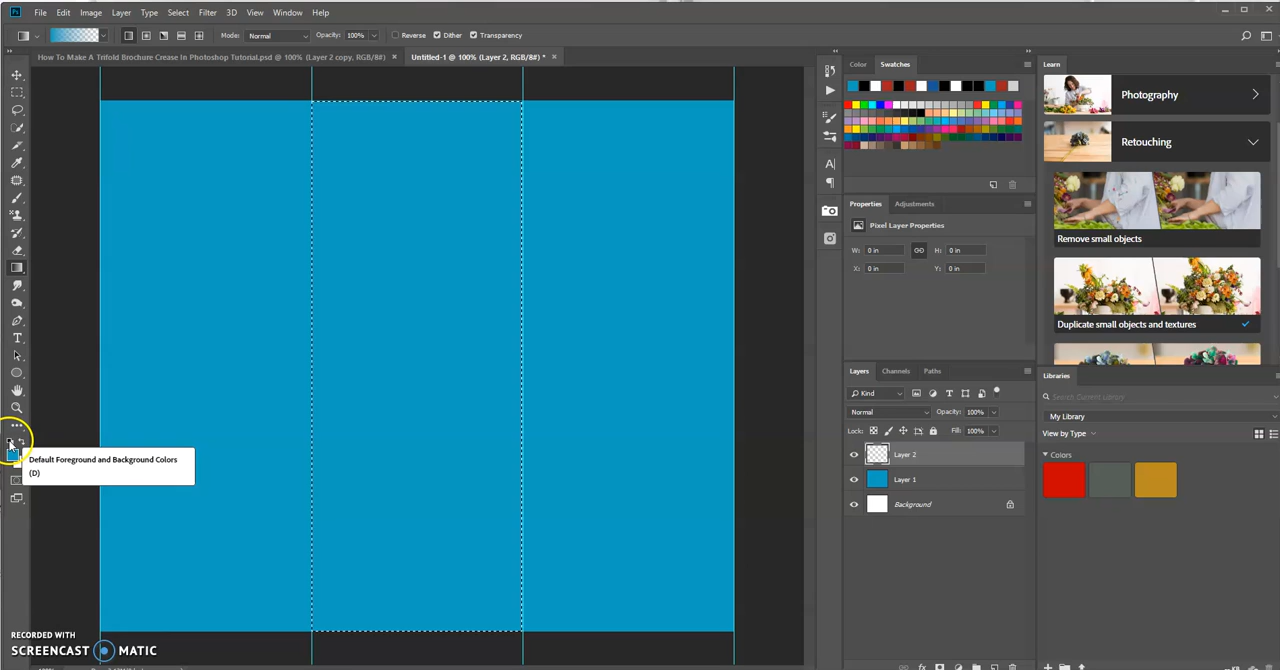 Ps File Edit Image Layer Type Select Filter 3D View Window Help
Mode: Normal Opacity: 100% Reverse Dither Transparency
How To Make A Trifold Brochure Crease In Photoshop Tutorial.psd @ 100% (Layer 2 copy, RGB/8#) × Untitled-1 @ 100% (Layer 2, RGB/8#) * ×
Color Swatches
Learn
Photography
Retouching
Remove small objects
Duplicate small objects and textures
Properties Adjustments
Pixel Layer Properties
W: 0 in H: 0 in
X: 0 in Y: 0 in
Layers Channels Paths
Kind
Normal Opacity: 100%
Lock: Fill: 100%
Layer 2
Layer 1
Background
Libraries
Search Current Library
My Library
View by Type
Colors
Default Foreground and Background Colors
(D)
RECORDED WITH
SCREENCAST MATIC